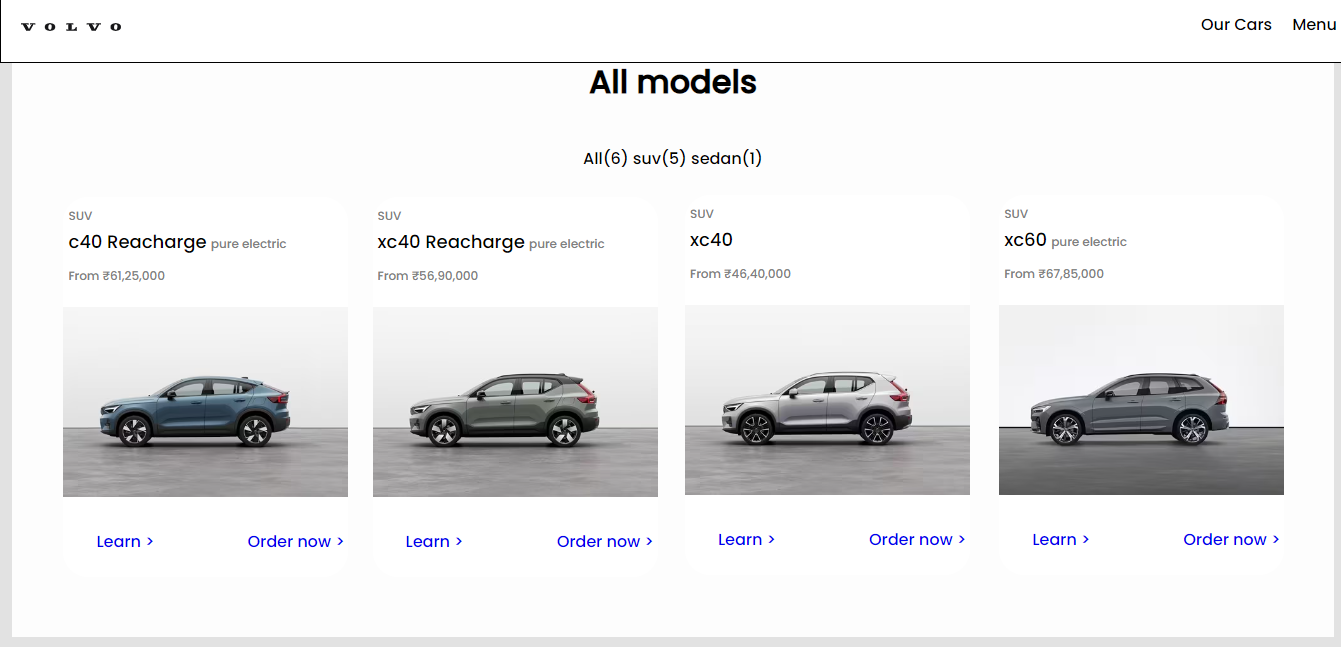 VOLVO
Our Cars Menu
All models
All(6) suv(5) sedan(1)
SUV
c40 Reacharge pure electric
From ₹61,25,000
Learn >
Order now >
SUV
xc40 Reacharge pure electric
From ₹56,90,000
Learn >
Order now >
SUV
xc40
From ₹46,40,000
Learn >
Order now >
SUV
xc60 pure electric
From ₹67,85,000
Learn >
Order now >